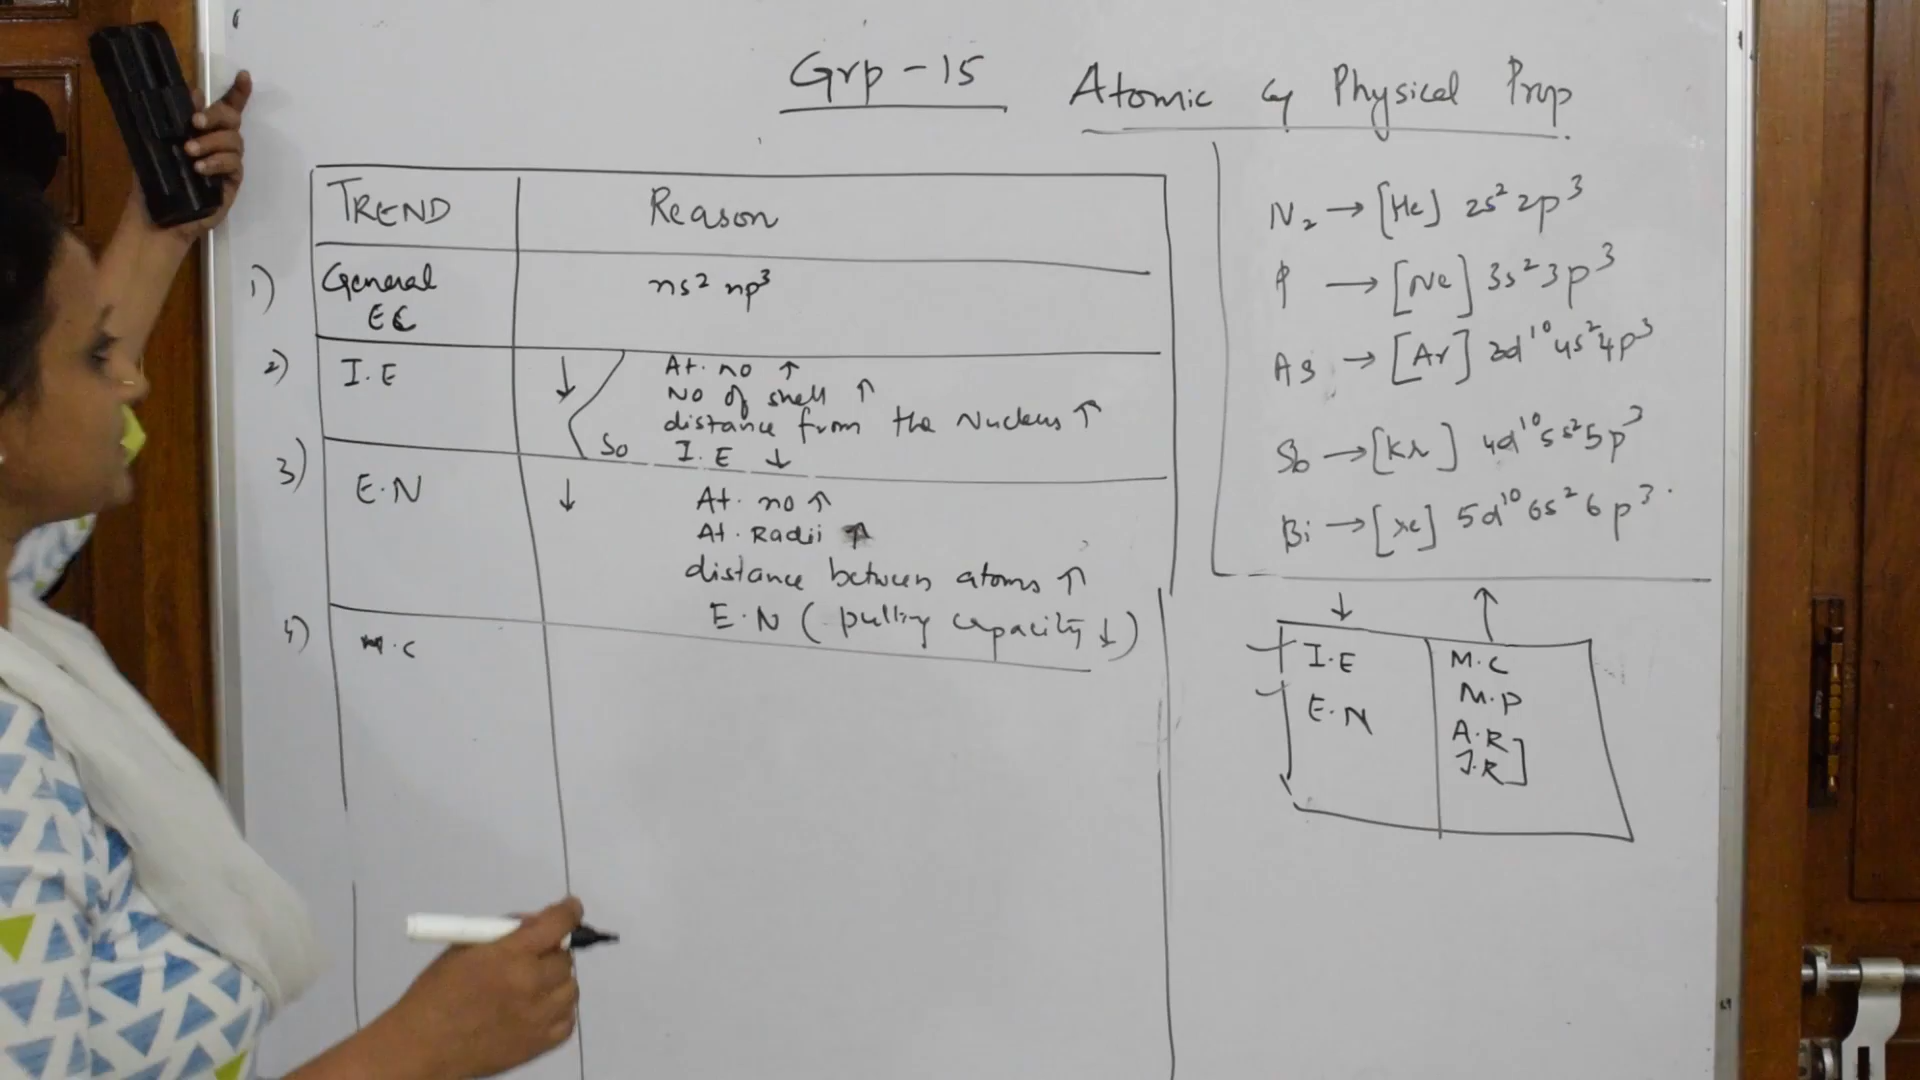 Grp - 15 Atomic & Physical Prop
TREND Reason
1) General EC ns² np³
2) I.E ↓ At. no ↑
No of shell ↑
distance from the Nucleus ↑
So I.E ↓
3) E.N ↓ At. no ↑
At. Radii ↑
distance between atoms ↑
E.N ( pulling capacity ↓ )
4) M.C
N₂ → [He] 2s² 2p³
P → [Ne] 3s² 3p³
As → [Ar] 3d¹⁰ 4s² 4p³
Sb → [Kr] 4d¹⁰ 5s² 5p³
Bi → [Xe] 5d¹⁰ 6s² 6p³
↓ ↑
I.E M.C
E.N M.P
A.R
I.R ]